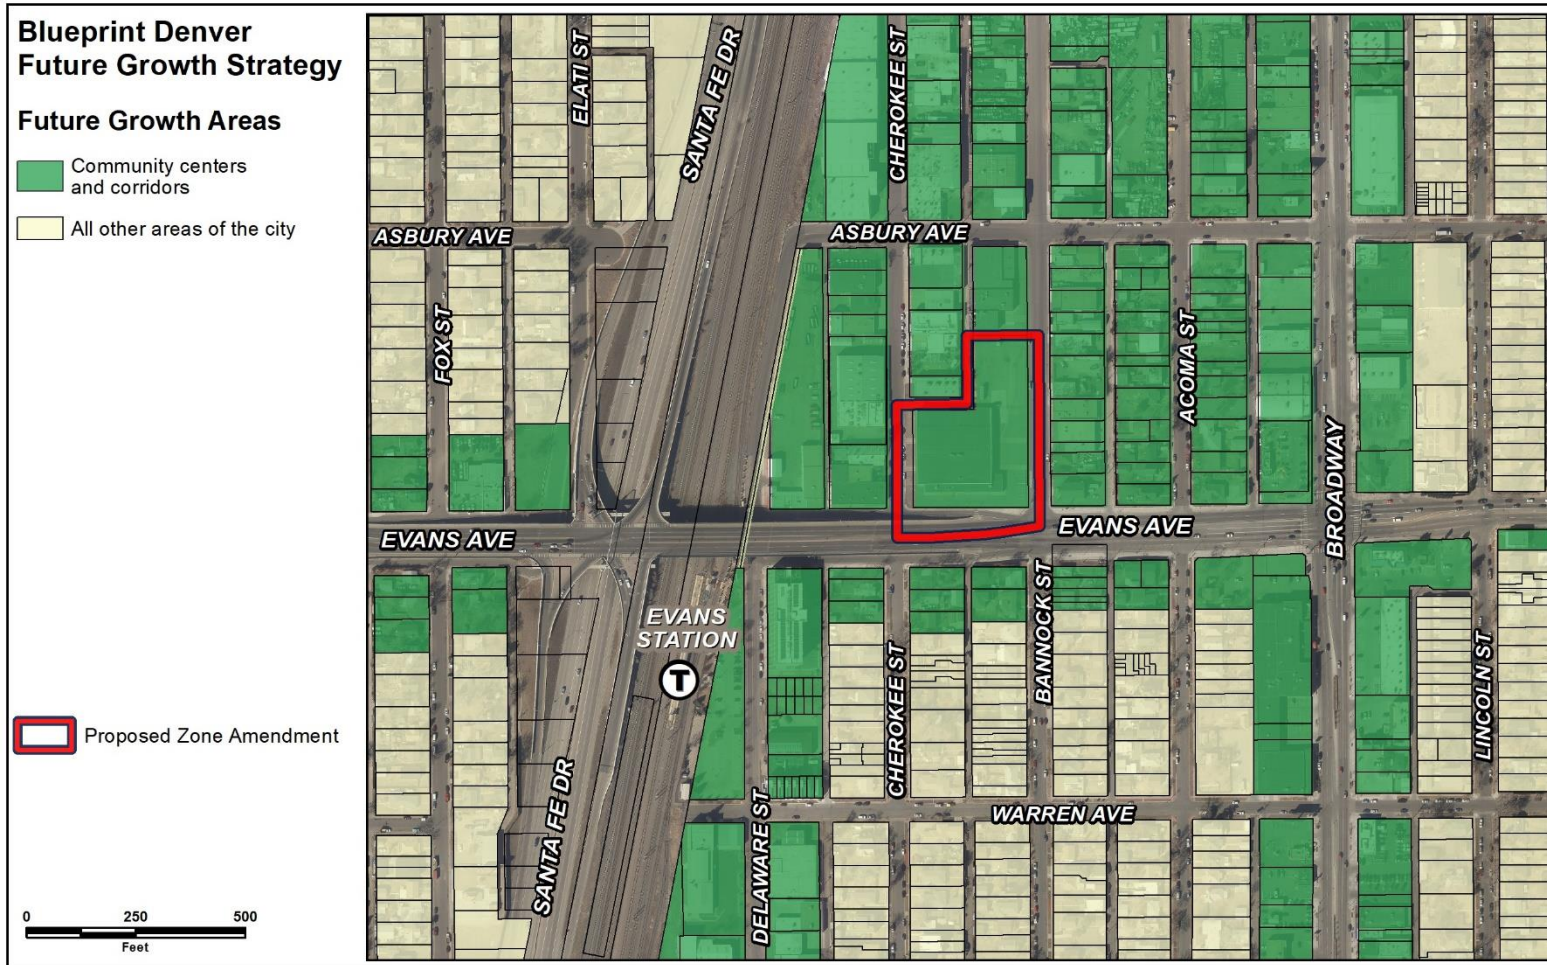 Blueprint Denver
Future Growth Strategy
Future Growth Areas
Community centers
and corridors
All other areas of the city
Proposed Zone Amendment
0 250 500
Feet
ELATI ST
SANTA FE DR
CHEROKEE ST
ASBURY AVE
ASBURY AVE
FOX ST
ACOMA ST
BROADWAY
EVANS AVE
EVANS AVE
EVANS
STATION
T
BANNOCK ST
CHEROKEE ST
LINCOLN ST
SANTA FE DR
DELAWARE ST
WARREN AVE